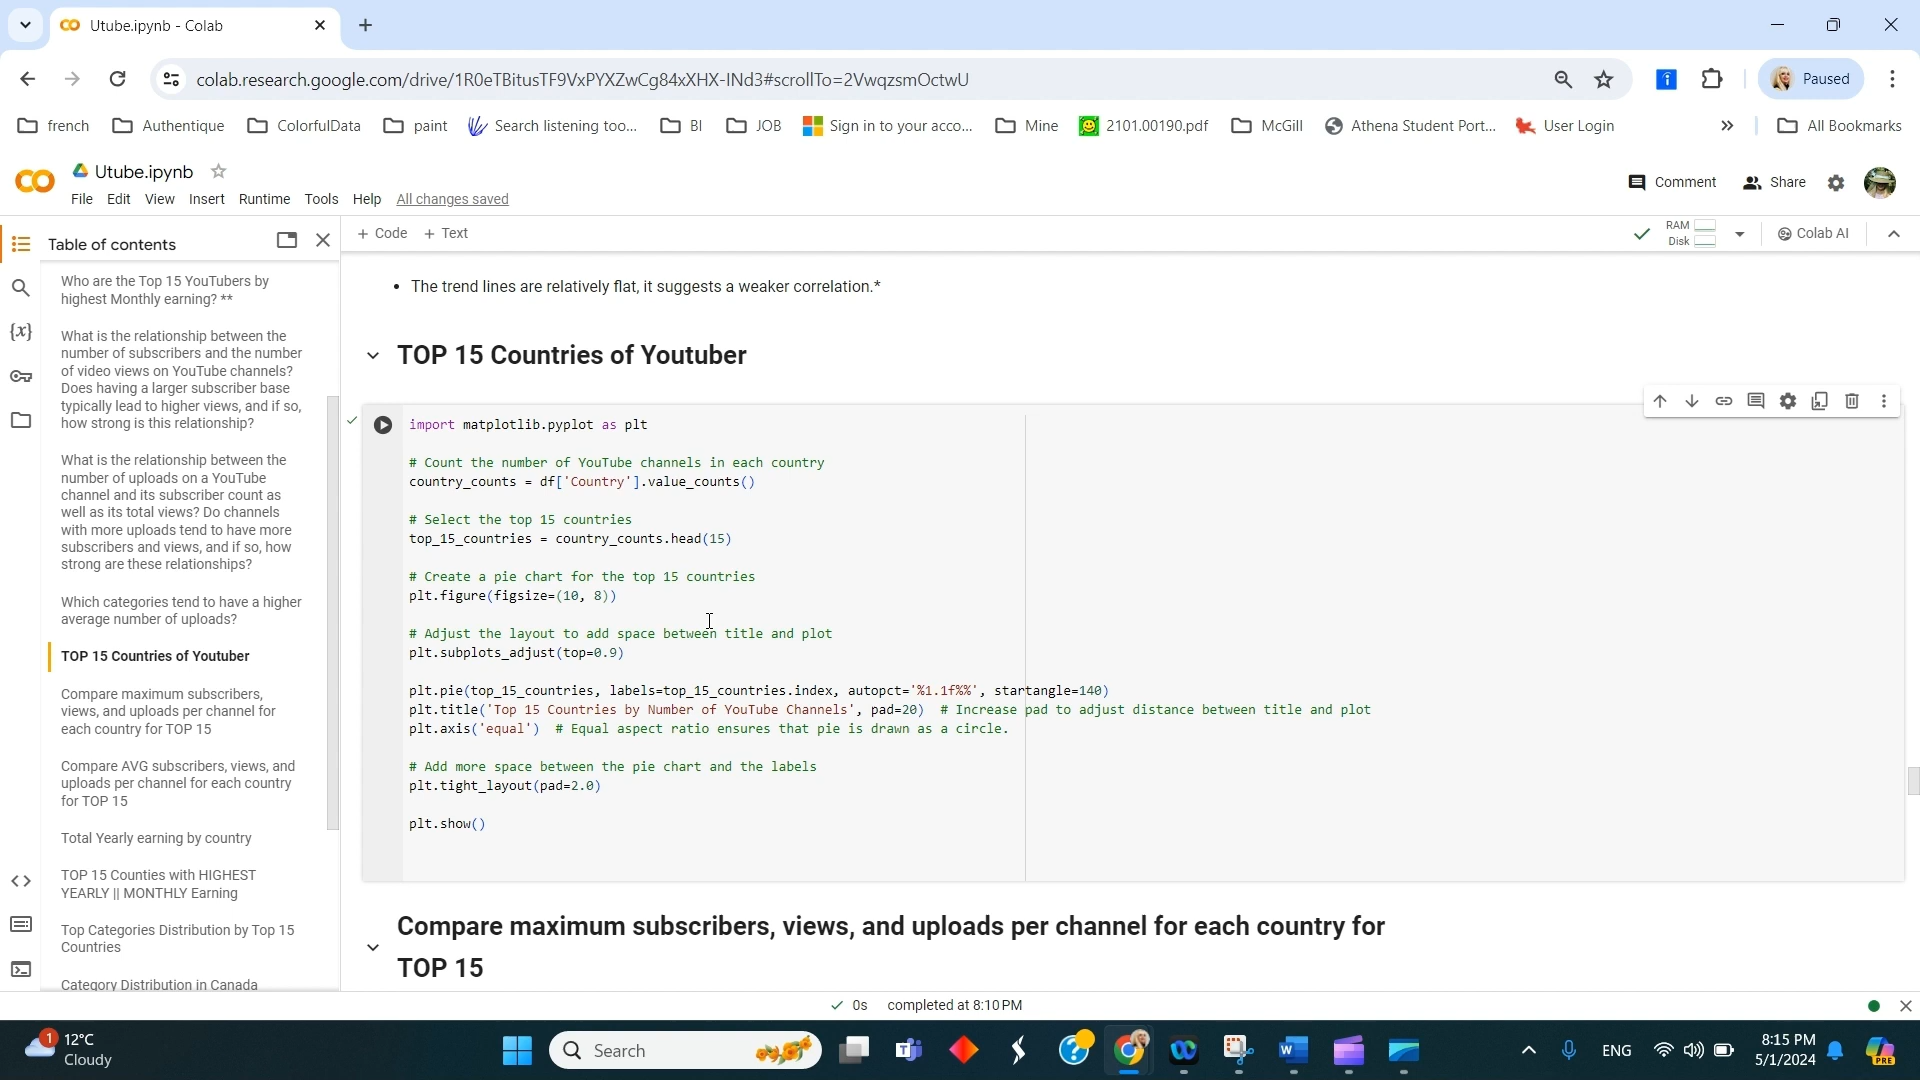 Utube.ipynb - Colab
colab.research.google.com/drive/1R0eTBitusTF9VxPYXZwCg84xXHX-INd3#scrollTo=2VwqzsmOctwU
Paused
french
Authentique
ColorfulData
paint
Search listening too...
BI
JOB
Sign in to your acco...
Mine
2101.00190.pdf
McGill
Athena Student Port...
User Login
All Bookmarks
Utube.ipynb
Comment
Share
File Edit View Insert Runtime Tools Help All changes saved
Table of contents
+ Code + Text
RAM
Disk
Colab AI
Who are the Top 15 YouTubers by
highest Monthly earning? **
What is the relationship between the
number of subscribers and the number
of video views on YouTube channels?
Does having a larger subscriber base
typically lead to higher views, and if so,
how strong is this relationship?
What is the relationship between the
number of uploads on a YouTube
channel and its subscriber count as
well as its total views? Do channels
with more uploads tend to have more
subscribers and views, and if so, how
strong are these relationships?
Which categories tend to have a higher
average number of uploads?
TOP 15 Countries of Youtuber
Compare maximum subscribers,
views, and uploads per channel for
each country for TOP 15
Compare AVG subscribers, views, and
uploads per channel for each country
for TOP 15
Total Yearly earning by country
TOP 15 Counties with HIGHEST
YEARLY || MONTHLY Earning
Top Categories Distribution by Top 15
Countries
Category Distribution in Canada
{x}
• The trend lines are relatively flat, it suggests a weaker correlation.*
TOP 15 Countries of Youtuber
import matplotlib.pyplot as plt
# Count the number of YouTube channels in each country
country_counts = df['Country'].value_counts()
# Select the top 15 countries
top_15_countries = country_counts.head(15)
# Create a pie chart for the top 15 countries
plt.figure(figsize=(10, 8))
# Adjust the layout to add space between title and plot
plt.subplots_adjust(top=0.9)
plt.pie(top_15_countries, labels=top_15_countries.index, autopct='%1.1f%%', startangle=140)
plt.title('Top 15 Countries by Number of YouTube Channels', pad=20)  # Increase pad to adjust distance between title and plot
plt.axis('equal')  # Equal aspect ratio ensures that pie is drawn as a circle.
# Add more space between the pie chart and the labels
plt.tight_layout(pad=2.0)
plt.show()
Compare maximum subscribers, views, and uploads per channel for each country for
TOP 15
0s completed at 8:10 PM
1
12°C
Cloudy
Search
ENG
8:15 PM
5/1/2024
PRE